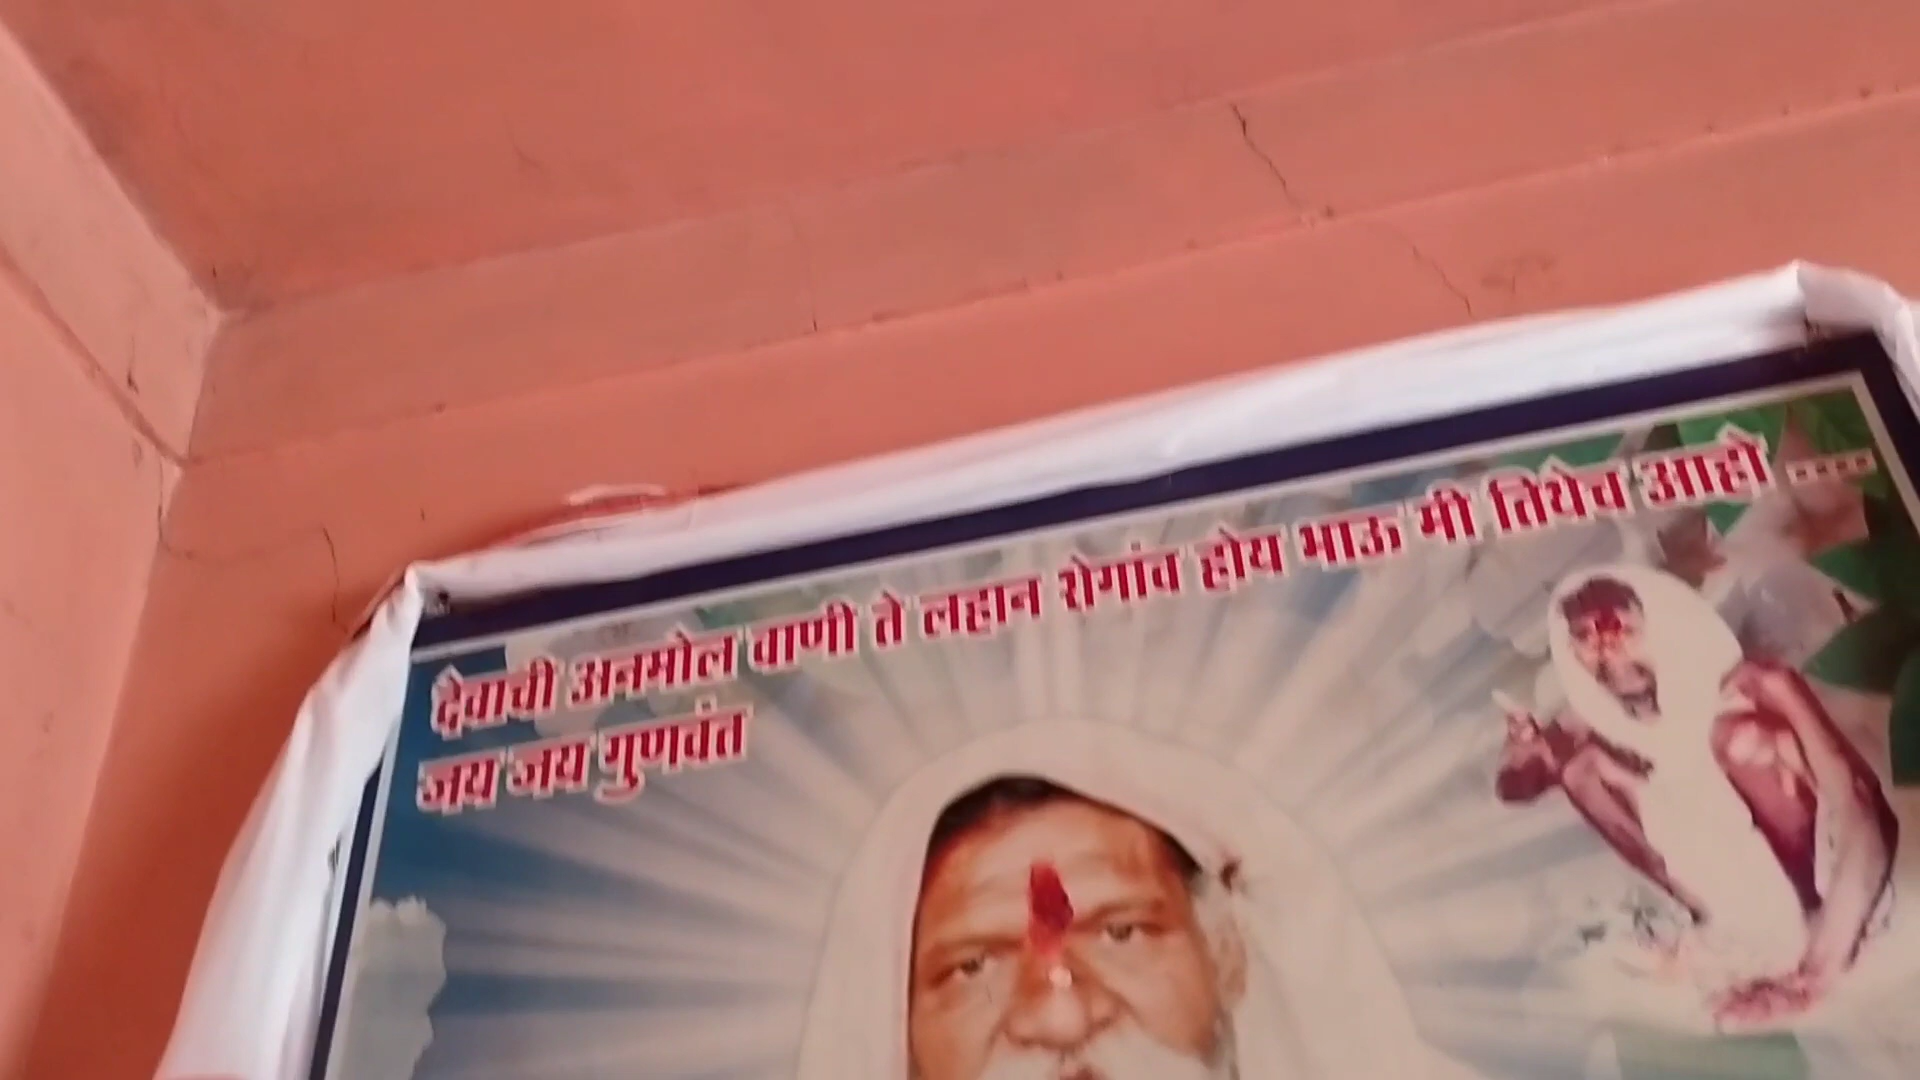 देवाची अनमोल वाणी ते लहान शेगांव होय भाऊ मी तिथेच आहो ....
जय जय गुणवंत